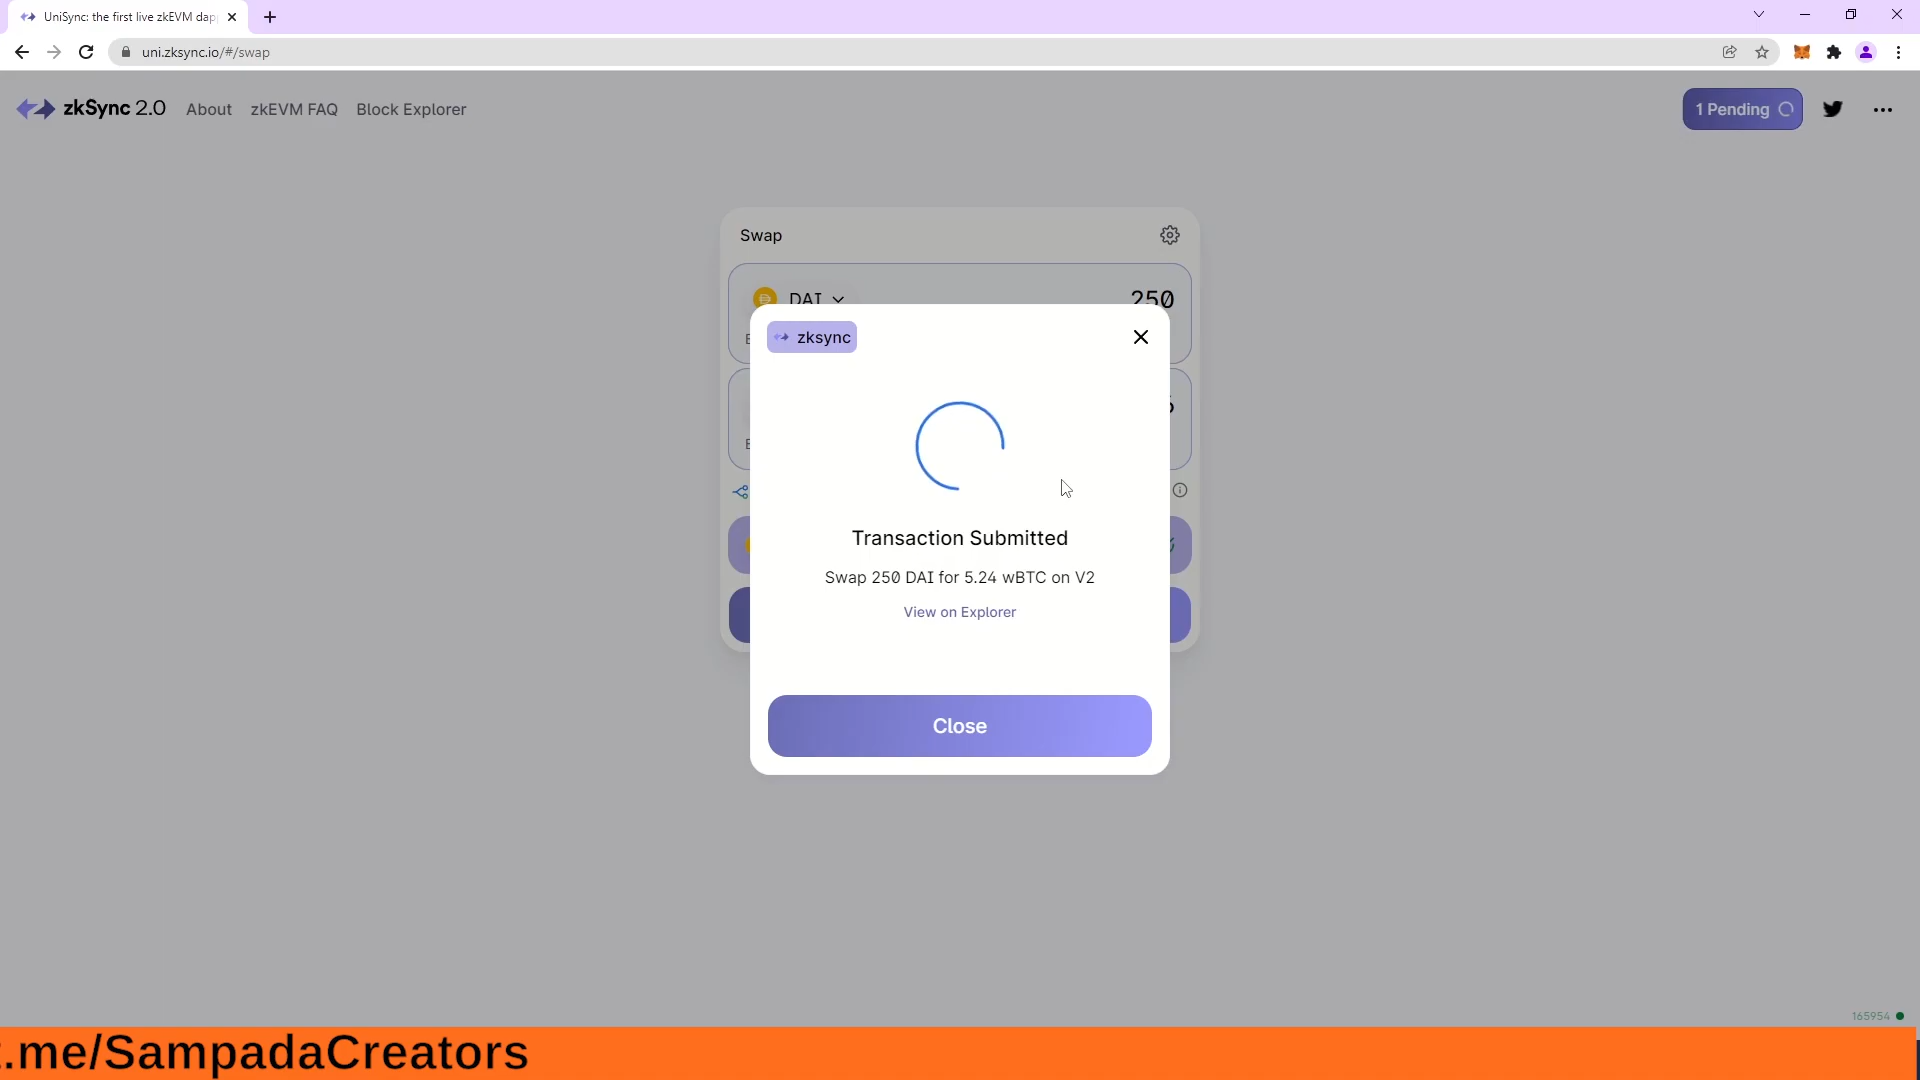 UniSync: the first live zkEVM dap
uni.zksync.io/#/swap
zkSync 2.0 About zkEVM FAQ Block Explorer 1 Pending
Swap
DAI 250
zksync
Transaction Submitted
Swap 250 DAI for 5.24 wBTC on V2
View on Explorer
Close
165954
.me/SampadaCreators